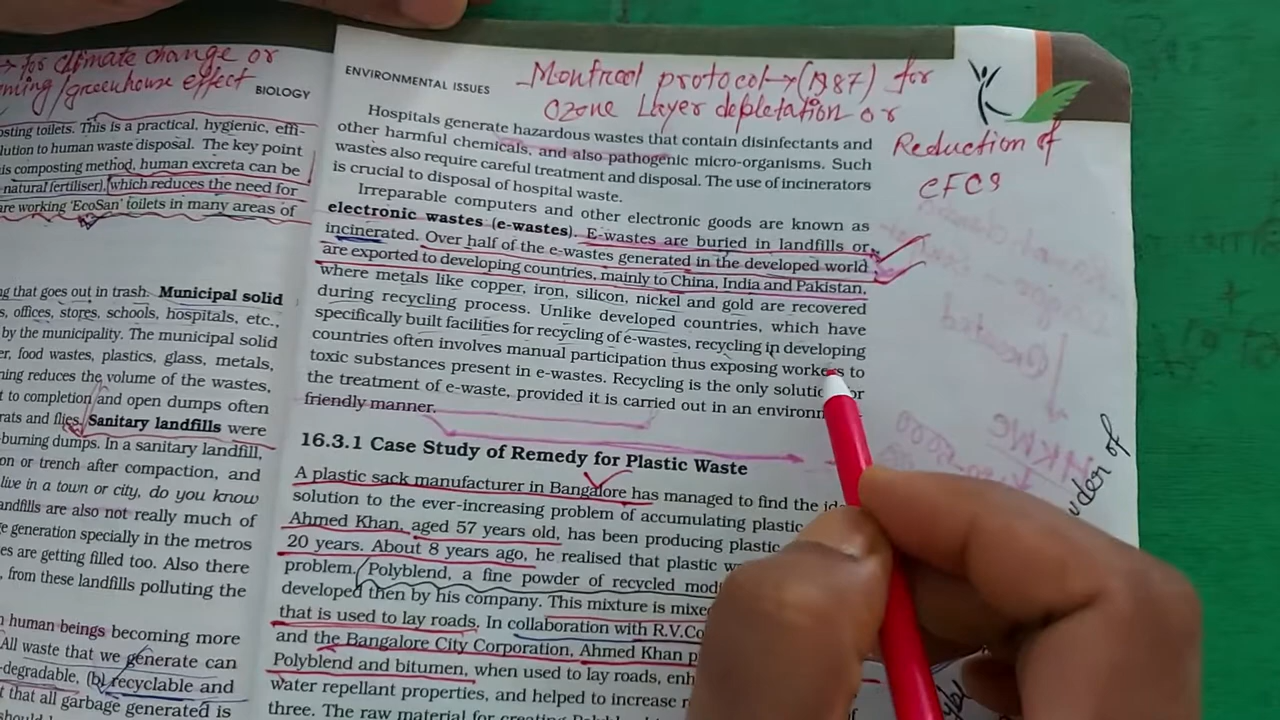 → for climate change or
ming/greenhouse effect
BIOLOGY
osting toilets. This is a practical, hygienic, effi-
lution to human waste disposal. The key point
is composting method, human excreta can be
natural fertiliser), which reduces the need for
are working 'EcoSan' toilets in many areas of
ng that goes out in trash. Municipal solid
s, offices, stores, schools, hospitals, etc.,
by the municipality. The municipal solid
er, food wastes, plastics, glass, metals,
ning reduces the volume of the wastes,
t to completion and open dumps often
rats and flies. Sanitary landfills were
-burning dumps. In a sanitary landfill,
on or trench after compaction, and
live in a town or city, do you know
andfills are also not really much of
ge generation specially in the metros
es are getting filled too. Also there
, from these landfills polluting the
n human beings becoming more
All waste that we generate can
-degradable, (b) recyclable and
t that all garbage generated is
ENVIRONMENTAL ISSUES
Montreal protocol → (1987) for
Ozone Layer depletation or
Reduction of
CFCs
Hospitals generate hazardous wastes that contain disinfectants and
other harmful chemicals, and also pathogenic micro-organisms. Such
wastes also require careful treatment and disposal. The use of incinerators
is crucial to disposal of hospital waste.
Irreparable computers and other electronic goods are known as
electronic wastes (e-wastes). E-wastes are buried in landfills or
incinerated. Over half of the e-wastes generated in the developed world
are exported to developing countries, mainly to China, India and Pakistan,
where metals like copper, iron, silicon, nickel and gold are recovered
during recycling process. Unlike developed countries, which have
specifically built facilities for recycling of e-wastes, recycling in developing
countries often involves manual participation thus exposing workers to
toxic substances present in e-wastes. Recycling is the only solutio or
the treatment of e-waste, provided it is carried out in an environm
friendly manner.
16.3.1 Case Study of Remedy for Plastic Waste
A plastic sack manufacturer in Bangalore has managed to find the id
solution to the ever-increasing problem of accumulating plastic
Ahmed Khan, aged 57 years old, has been producing plastic
20 years. About 8 years ago, he realised that plastic w
problem. Polyblend, a fine powder of recycled mod
developed then by his company. This mixture is mixe
that is used to lay roads. In collaboration with R.V.Co
and the Bangalore City Corporation, Ahmed Khan p
Polyblend and bitumen, when used to lay roads, enh
water repellant properties, and helped to increase r
three. The raw material for creating Polyble